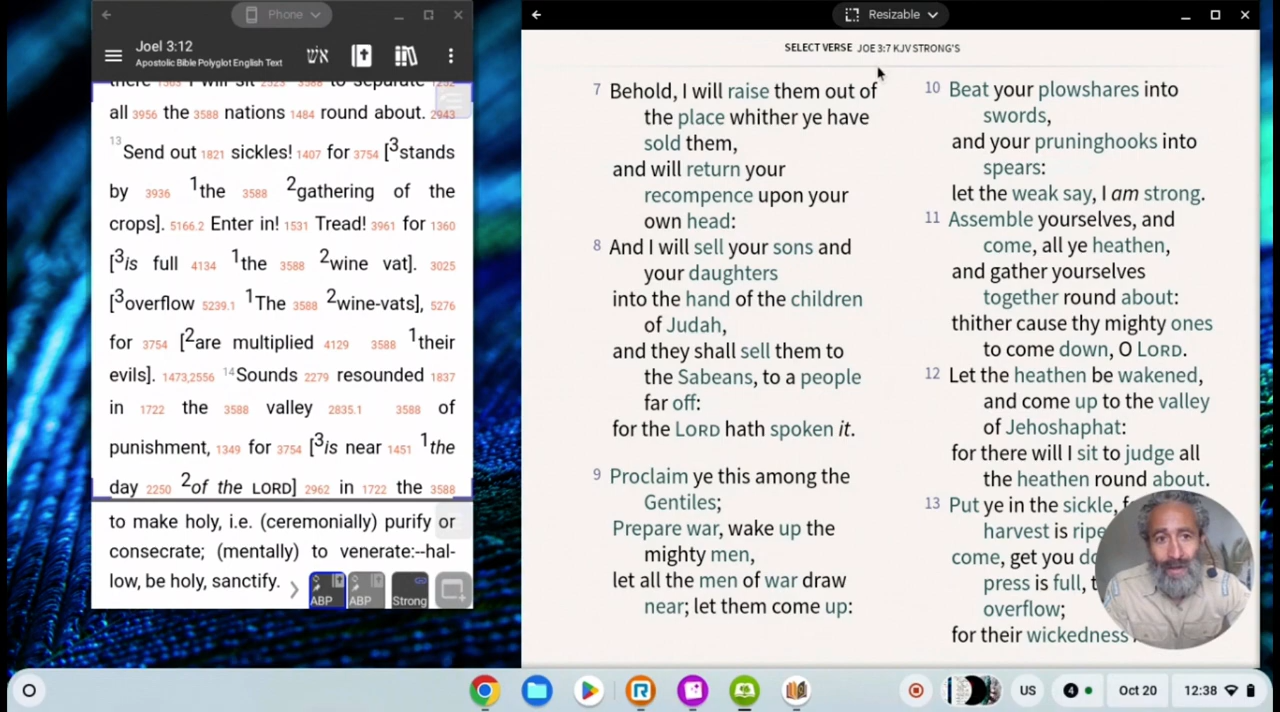 Phone
Joel 3:12
Apostolic Bible Polyglot English Text
אש
there 1563 I will sit 2523 3588 to separate 1252
all 3956 the 3588 nations 1484 round about. 2943
13 Send out 1821 sickles! 1407 for 3754 [3stands
by 3936 1the 3588 2gathering of the
crops]. 5166.2 Enter in! 1531 Tread! 3961 for 1360
[3is full 4134 1the 3588 2wine vat]. 3025
[3overflow 5239.1 1The 3588 2wine-vats], 5276
for 3754 [2are multiplied 4129 3588 1their
evils]. 1473,2556 14Sounds 2279 resounded 1837
in 1722 the 3588 valley 2835.1 3588 of
punishment, 1349 for 3754 [3is near 1451 1the
day 2250 2of the LORD] 2962 in 1722 the 3588
to make holy, i.e. (ceremonially) purify or
consecrate; (mentally) to venerate:--hal-
low, be holy, sanctify.
ABP ABP Strong
Resizable
SELECT VERSE JOE 3:7 KJV STRONG'S
7 Behold, I will raise them out of
the place whither ye have
sold them,
and will return your
recompence upon your
own head:
8 And I will sell your sons and
your daughters
into the hand of the children
of Judah,
and they shall sell them to
the Sabeans, to a people
far off:
for the LORD hath spoken it.
9 Proclaim ye this among the
Gentiles;
Prepare war, wake up the
mighty men,
let all the men of war draw
near; let them come up:
10 Beat your plowshares into
swords,
and your pruninghooks into
spears:
let the weak say, I am strong.
11 Assemble yourselves, and
come, all ye heathen,
and gather yourselves
together round about:
thither cause thy mighty ones
to come down, O LORD.
12 Let the heathen be wakened,
and come up to the valley
of Jehoshaphat:
for there will I sit to judge all
the heathen round about.
13 Put ye in the sickle,
harvest is ripe
come, get you
press is full,
overflow;
for their wickedness
US
4
Oct 20
12:38